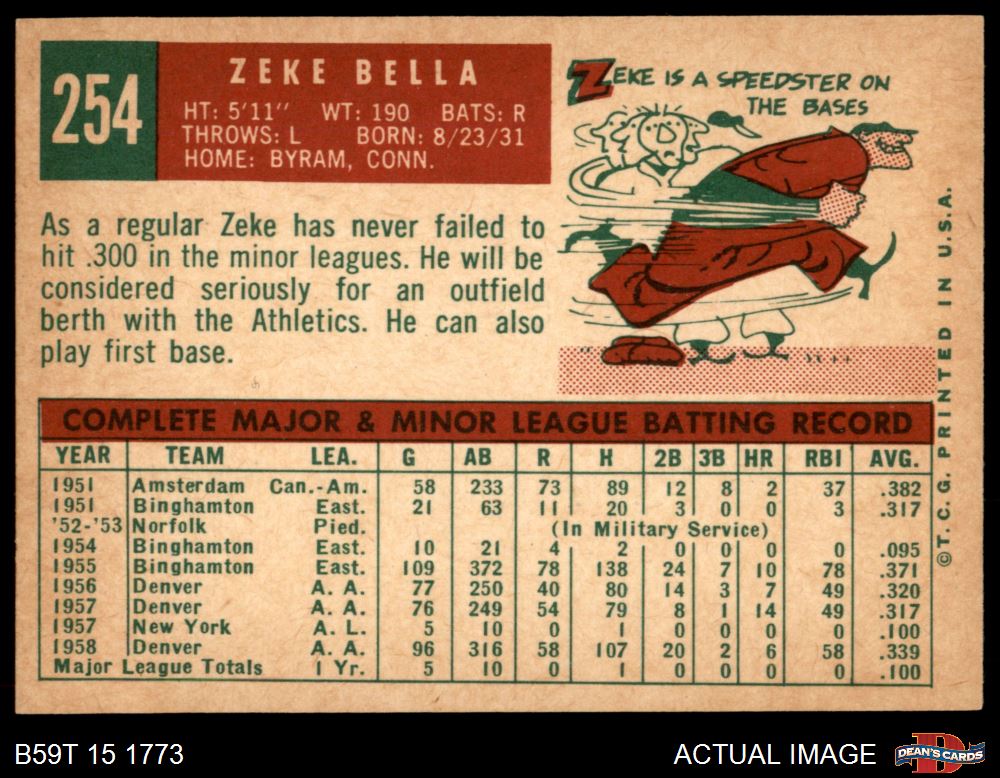 254
ZEKE BELLA
HT: 5'11" WT: 190 BATS: R
THROWS: L BORN: 8/23/31
HOME: BYRAM, CONN.
ZEKE IS A SPEEDSTER ON
THE BASES
As a regular Zeke has never failed to
hit .300 in the minor leagues. He will be
considered seriously for an outfield
berth with the Athletics. He can also
play first base.
COMPLETE MAJOR & MINOR LEAGUE BATTING RECORD
YEAR TEAM LEA. G AB R H 2B 3B HR RBI AVG.
1951 Amsterdam Can.-Am. 58 233 73 89 12 8 2 37 .382
1951 Binghamton East. 21 63 11 20 3 0 0 3 .317
'52-'53 Norfolk Pied. (In Military Service)
1954 Binghamton East. 10 21 4 2 0 0 0 0 .095
1955 Binghamton East. 109 372 78 138 24 7 10 78 .371
1956 Denver A. A. 77 250 40 80 14 3 7 49 .320
1957 Denver A. A. 76 249 54 79 8 1 14 49 .317
1957 New York A. L. 5 10 0 1 0 0 0 0 .100
1958 Denver A. A. 96 316 58 107 20 2 6 58 .339
Major League Totals 1 Yr. 5 10 0 1 0 0 0 0 .100
© T. C. G. PRINTED IN U.S.A.
B59T 15 1773
ACTUAL IMAGE
DEAN'S CARDS